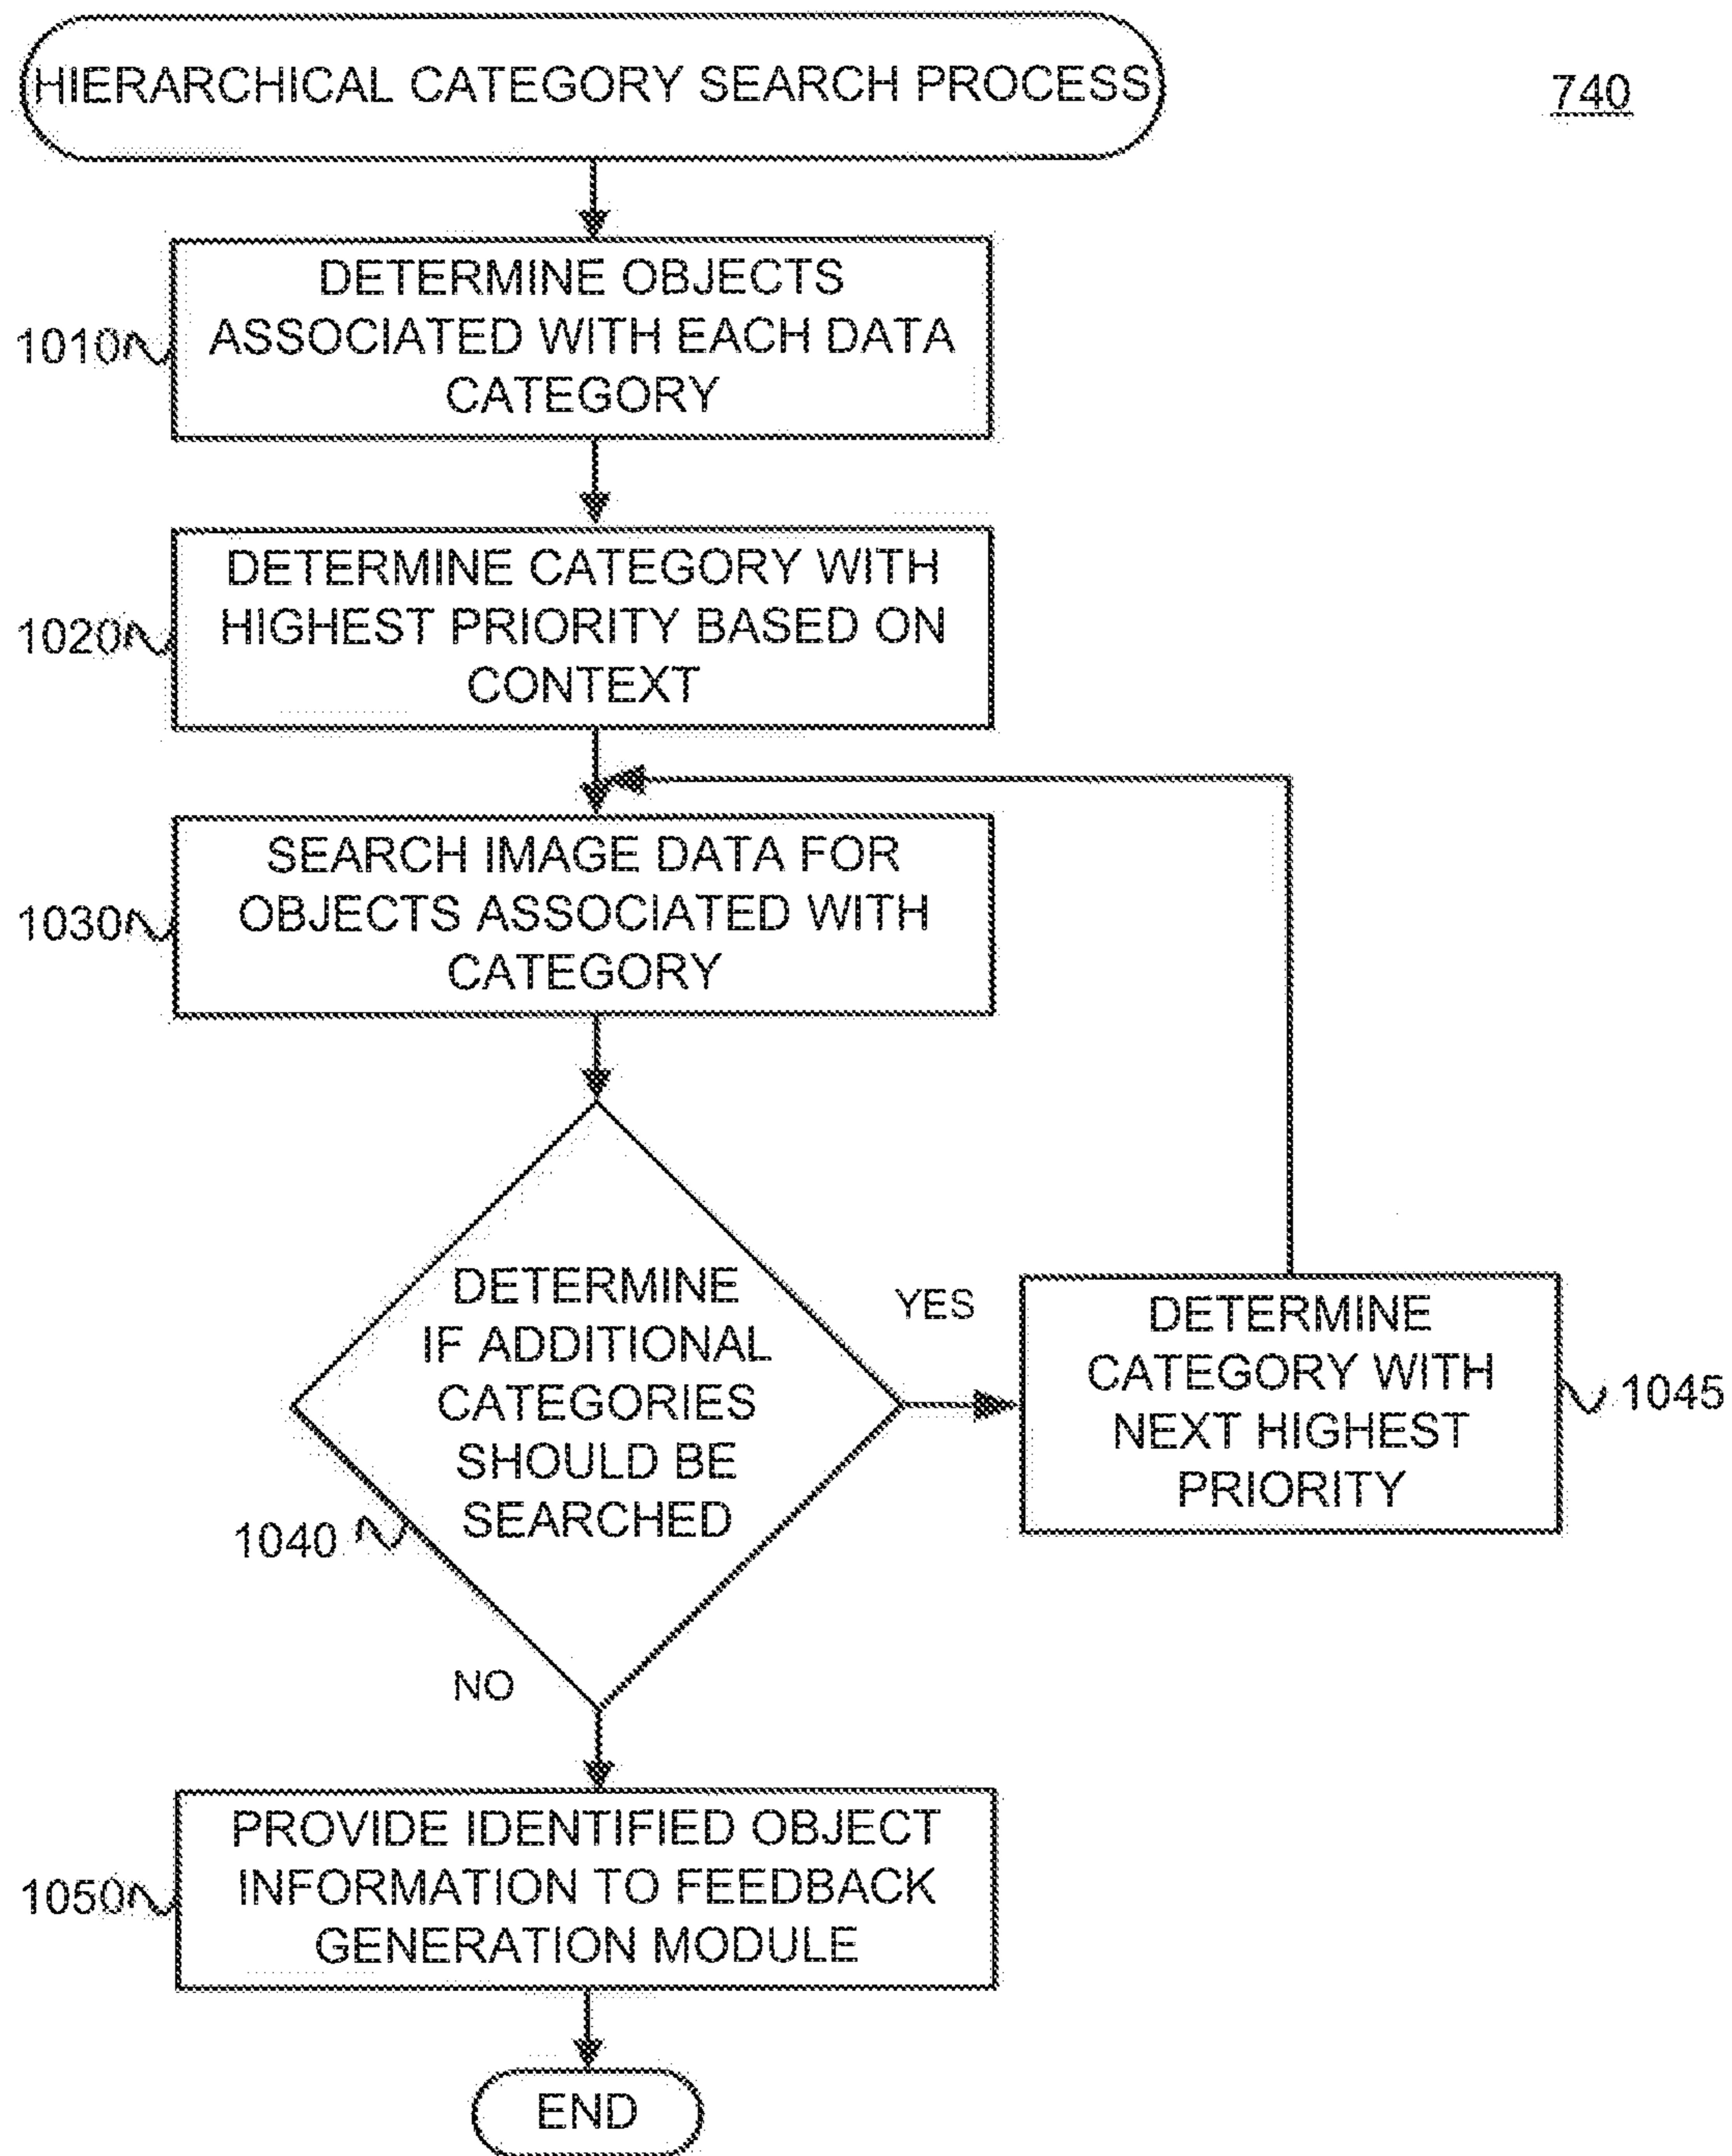 HIERARCHICAL CATEGORY SEARCH PROCESS
740
DETERMINE OBJECTS
ASSOCIATED WITH EACH DATA
CATEGORY
1010
DETERMINE CATEGORY WITH
HIGHEST PRIORITY BASED ON
CONTEXT
1020
SEARCH IMAGE DATA FOR
OBJECTS ASSOCIATED WITH
CATEGORY
1030
DETERMINE
IF ADDITIONAL
CATEGORIES
SHOULD BE
SEARCHED
1040
YES
DETERMINE
CATEGORY WITH
NEXT HIGHEST
PRIORITY
1045
NO
PROVIDE IDENTIFIED OBJECT
INFORMATION TO FEEDBACK
GENERATION MODULE
1050
END